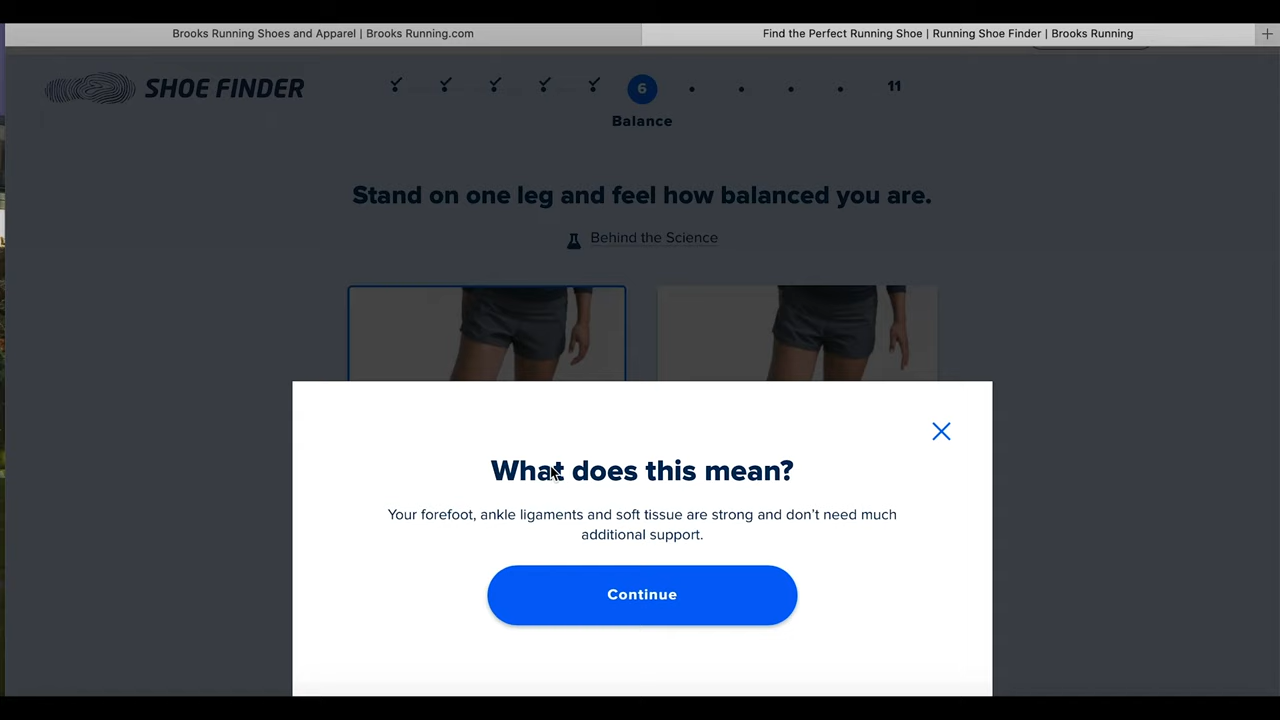 Brooks Running Shoes and Apparel | Brooks Running.com
Find the Perfect Running Shoe | Running Shoe Finder | Brooks Running
+
SHOE FINDER
6
11
Balance
Stand on one leg and feel how balanced you are.
Behind the Science
What does this mean?
Your forefoot, ankle ligaments and soft tissue are strong and don't need much
additional support.
Continue